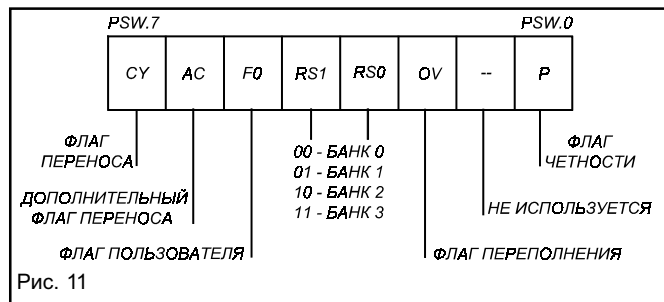 PSW.7 PSW.0
CY AC F0 RS1 RS0 OV -- P
ФЛАГ ПЕРЕНОСА
00 - БАНК 0
01 - БАНК 1
10 - БАНК 2
11 - БАНК 3
ФЛАГ ЧЕТНОСТИ
ДОПОЛНИТЕЛЬНЫЙ
ФЛАГ ПЕРЕНОСА
НЕ ИСПОЛЬЗУЕТСЯ
ФЛАГ ПОЛЬЗОВАТЕЛЯ
ФЛАГ ПЕРЕПОЛНЕНИЯ
Рис. 11